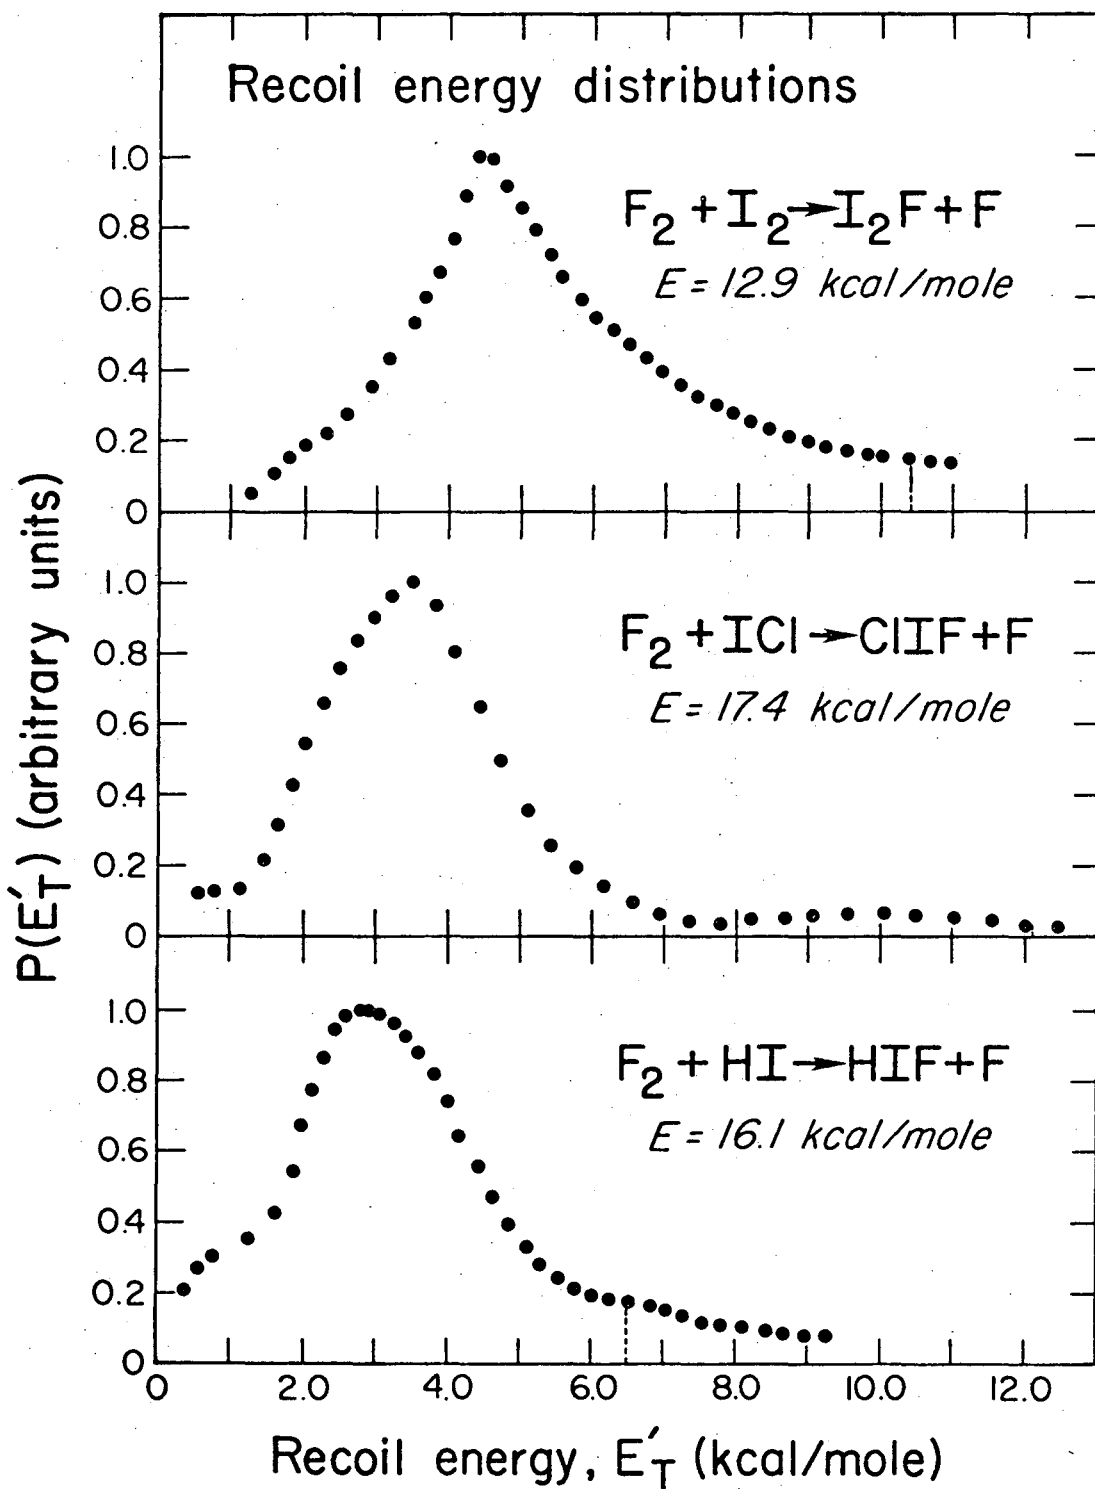 Recoil energy distributions
1.0
0.8
0.6
0.4
0.2
0
F₂ + I₂ → I₂F + F
E = 12.9 kcal/mole
1.0
0.8
0.6
0.4
0.2
0
F₂ + ICl → ClIF + F
E = 17.4 kcal/mole
1.0
0.8
0.6
0.4
0.2
0
F₂ + HI → HIF + F
E = 16.1 kcal/mole
P(E′T) (arbitrary units)
0 2.0 4.0 6.0 8.0 10.0 12.0
Recoil energy, E′T (kcal/mole)